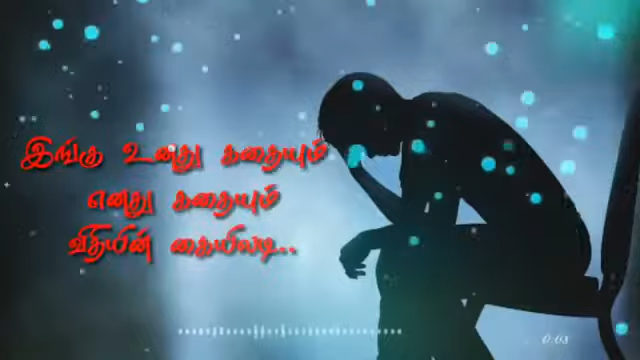 இங்கு உனது கதையும்
எனது கதையும்
விதியின் கையிலடி..
0:03